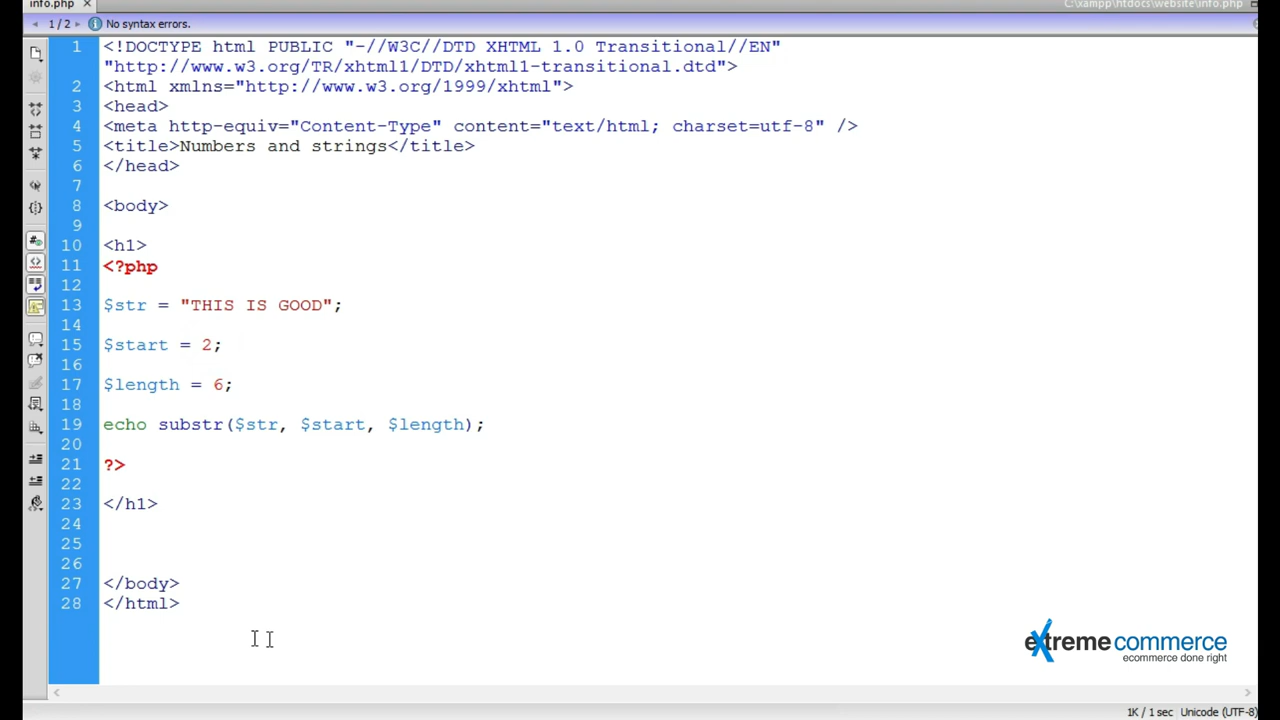 info.php ×
C:\xampp\htdocs\website\info.php
1 / 2 No syntax errors.
1 <!DOCTYPE html PUBLIC "-//W3C//DTD XHTML 1.0 Transitional//EN"
"http://www.w3.org/TR/xhtml1/DTD/xhtml1-transitional.dtd">
2 <html xmlns="http://www.w3.org/1999/xhtml">
3 <head>
4 <meta http-equiv="Content-Type" content="text/html; charset=utf-8" />
5 <title>Numbers and strings</title>
6 </head>
7
8 <body>
9
10 <h1>
11 <?php
12
13 $str = "THIS IS GOOD";
14
15 $start = 2;
16
17 $length = 6;
18
19 echo substr($str, $start, $length);
20
21 ?>
22
23 </h1>
24
25
26
27 </body>
28 </html>
extreme commerce
ecommerce done right
1K / 1 sec Unicode (UTF-8)